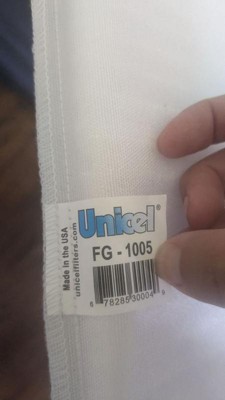 Unicel®
FG - 1005
Made in the USA
unicelfilters.com